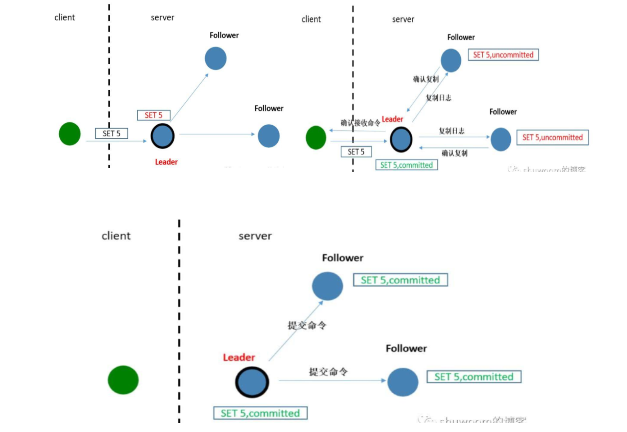 client
server
Follower
SET 5
Follower
SET 5
Leader
client
server
Follower
SET 5,uncommitted
确认复制
复制日志
Follower
确认接收命令
Leader
复制日志
SET 5,uncommitted
SET 5
确认复制
SET 5,committed
的博客
client
server
Follower
SET 5,committed
提交命令
Leader
Follower
提交命令
SET 5,committed
SET 5,committed
的博客